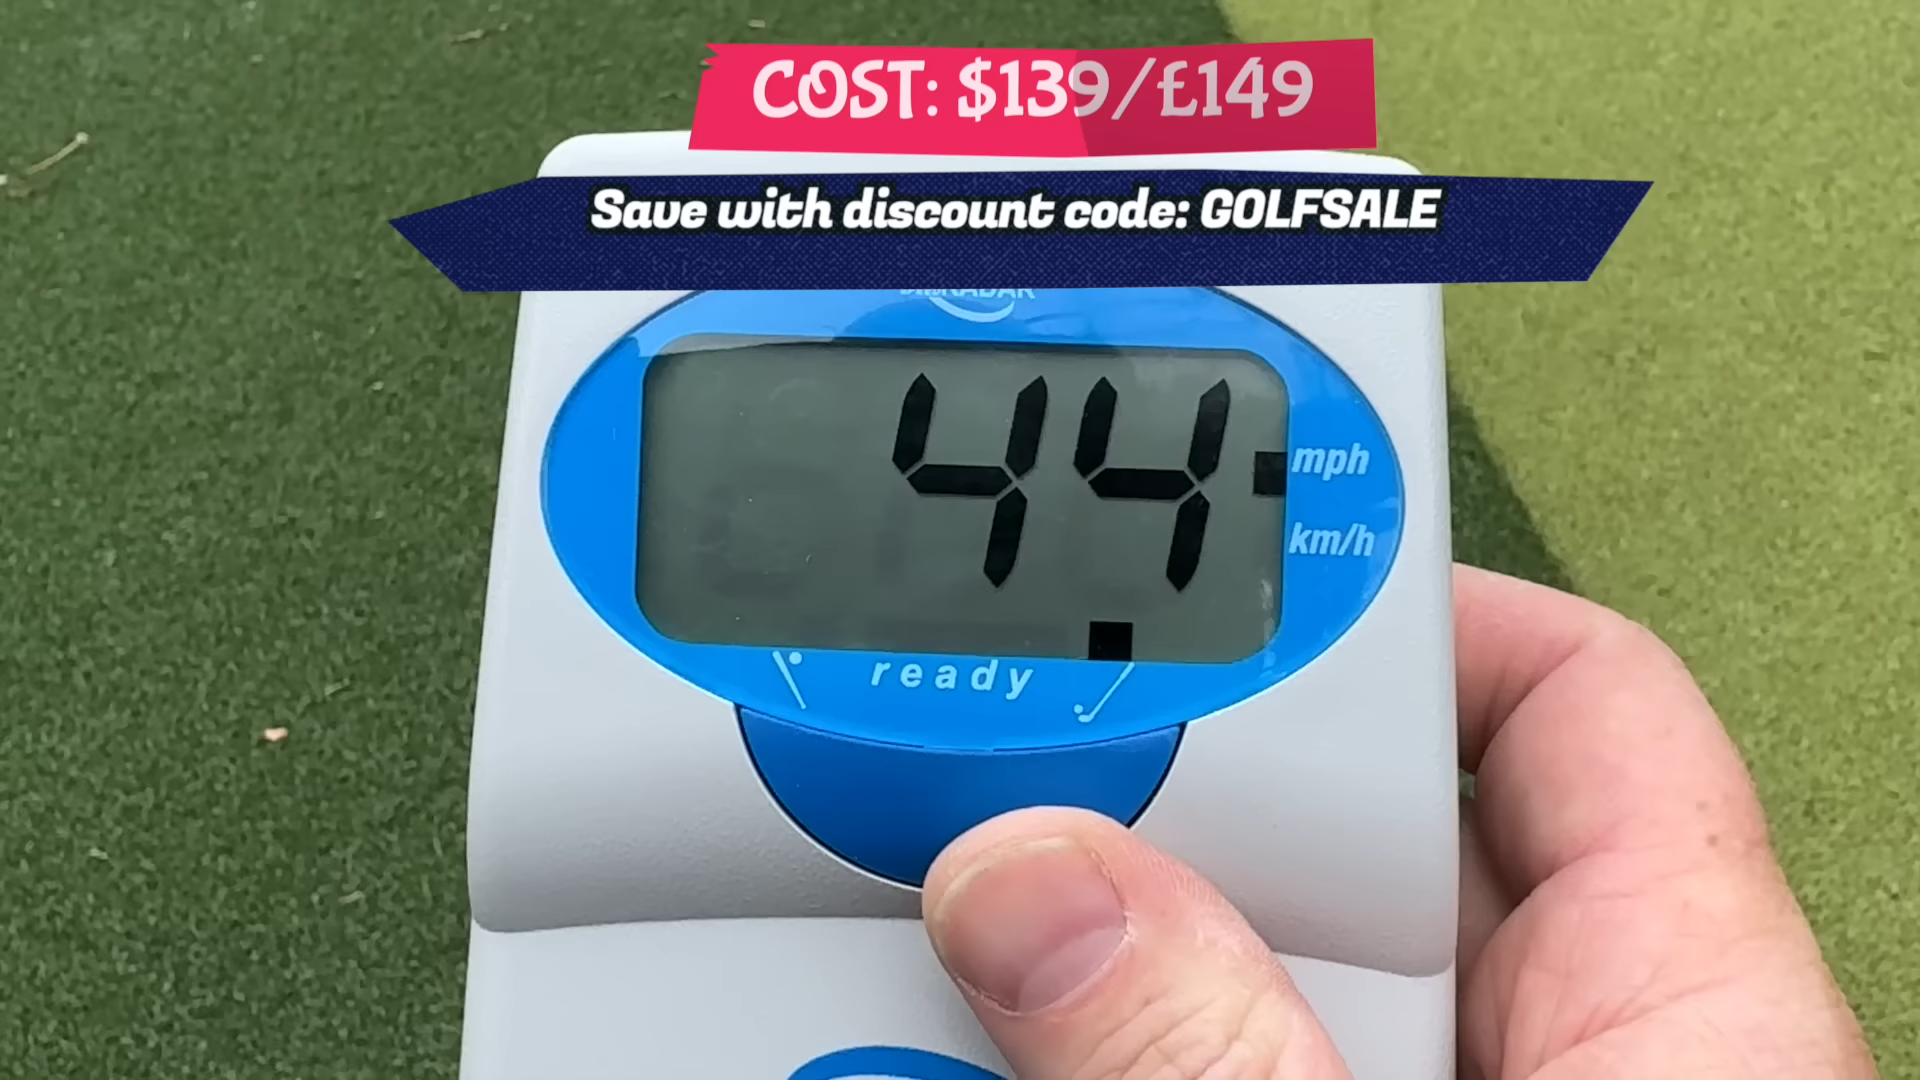 COST: $139/£149
Save with discount code: GOLFSALE
44
mph
km/h
ready